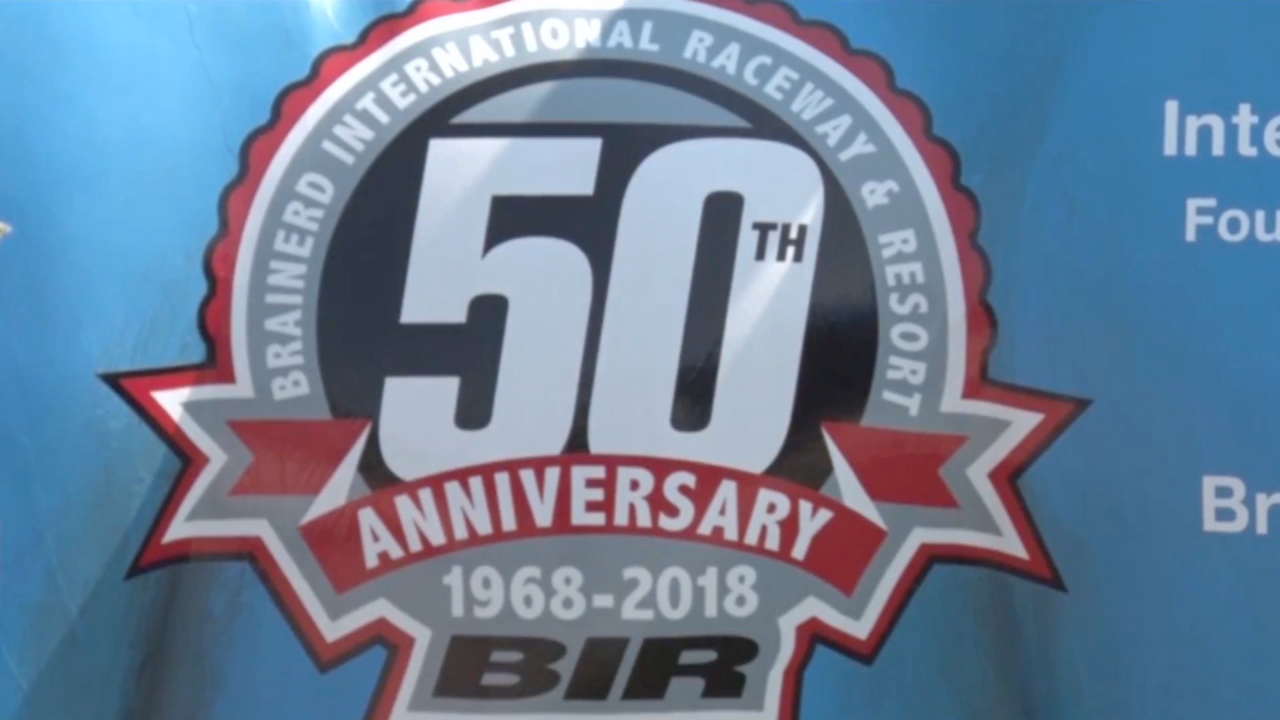 BRAINERD INTERNATIONAL RACEWAY & RESORT
50TH
ANNIVERSARY
1968-2018
BIR